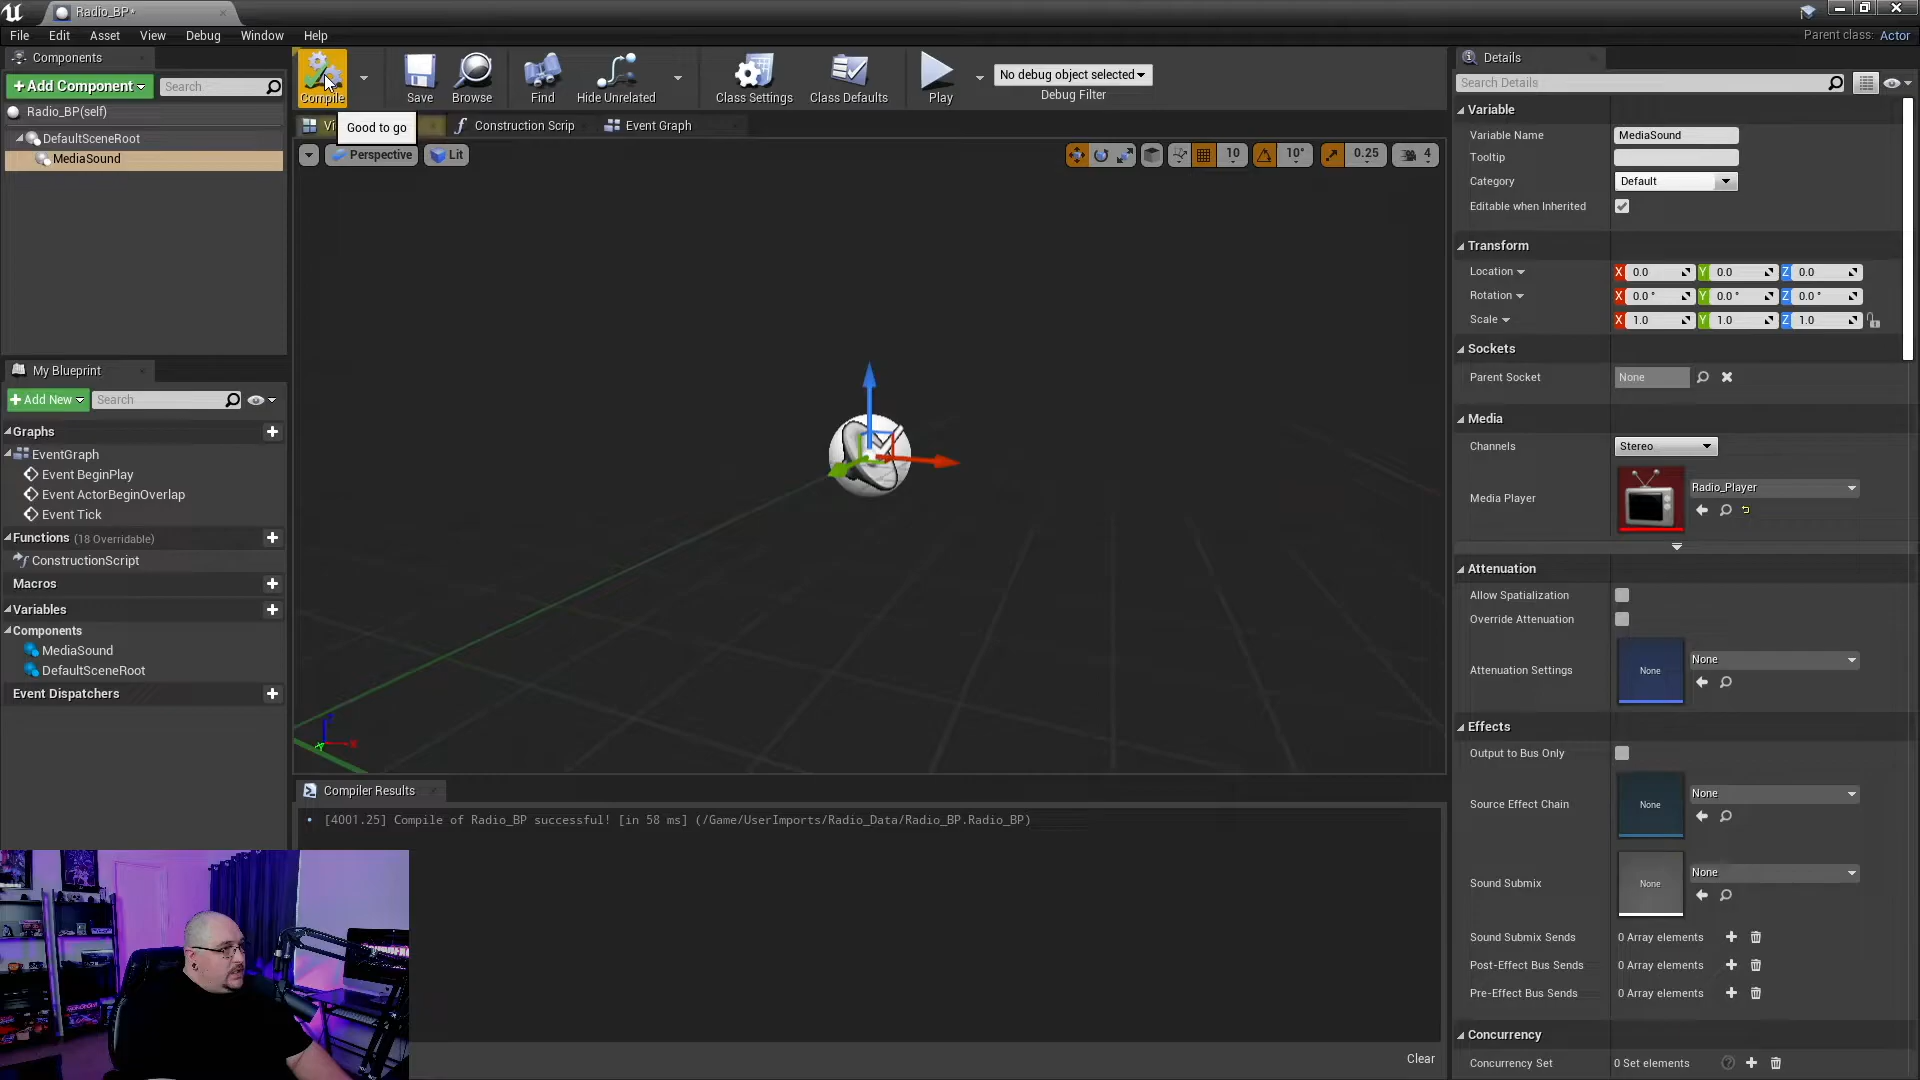 Radio_BP*
File Edit Asset View Debug Window Help
Parent class: Actor
Components
+Add Component
Search
Radio_BP(self)
DefaultSceneRoot
MediaSound
Compile
Save
Browse
Find
Hide Unrelated
Class Settings
Class Defaults
Play
No debug object selected
Debug Filter
Good to go
Construction Scrip
Event Graph
Perspective
Lit
10
10°
0.25
4
My Blueprint
+Add New
Search
Graphs
EventGraph
Event BeginPlay
Event ActorBeginOverlap
Event Tick
Functions (18 Overridable)
ConstructionScript
Macros
Variables
Components
MediaSound
DefaultSceneRoot
Event Dispatchers
Compiler Results
[4001.25] Compile of Radio_BP successful! [in 58 ms] (/Game/UserImports/Radio_Data/Radio_BP.Radio_BP)
Clear
Details
Search Details
Variable
Variable Name MediaSound
Tooltip
Category Default
Editable when Inherited
Transform
Location X 0.0 Y 0.0 Z 0.0
Rotation X 0.0 ° Y 0.0 ° Z 0.0 °
Scale X 1.0 Y 1.0 Z 1.0
Sockets
Parent Socket None
Media
Channels Stereo
Media Player Radio_Player
Attenuation
Allow Spatialization
Override Attenuation
Attenuation Settings None None
Effects
Output to Bus Only
Source Effect Chain None None
Sound Submix None None
Sound Submix Sends 0 Array elements
Post-Effect Bus Sends 0 Array elements
Pre-Effect Bus Sends 0 Array elements
Concurrency
Concurrency Set 0 Set elements